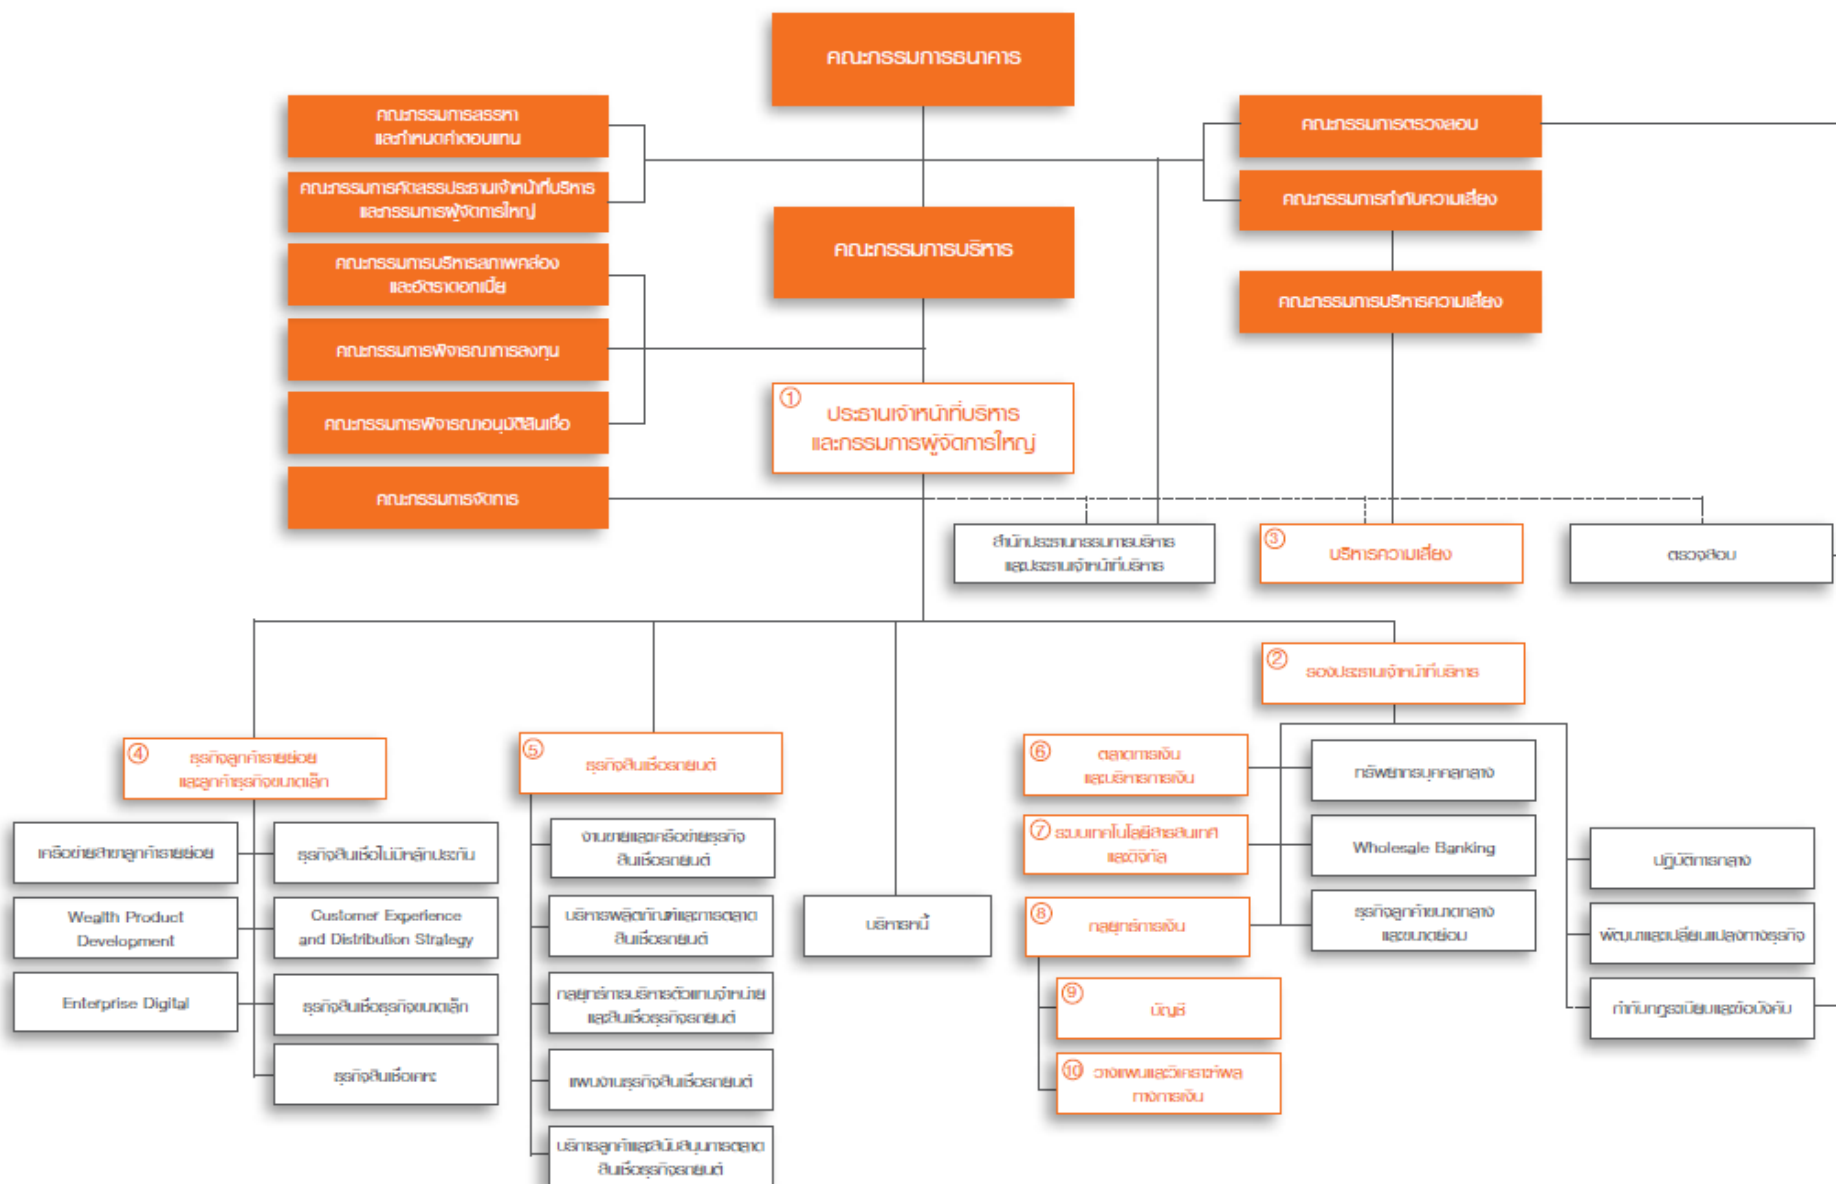 คณะกรรมการธนาคาร
คณะกรรมการสรรหา
และกำหนดค่าตอบแทน
คณะกรรมการตรวจสอบ
คณะกรรมการคัดสรรประธานเจ้าหน้าที่บริหาร
และกรรมการผู้จัดการใหญ่
คณะกรรมการกำกับความเสี่ยง
คณะกรรมการบริหาร
คณะกรรมการบริหารสภาพคล่อง
และอัตราดอกเบี้ย
คณะกรรมการบริหารความเสี่ยง
คณะกรรมการพิจารณาการลงทุน
① ประธานเจ้าหน้าที่บริหาร
และกรรมการผู้จัดการใหญ่
คณะกรรมการพิจารณาอนุมัติสินเชื่อ
คณะกรรมการจัดการ
สำนักประธานกรรมการบริหาร
และประธานเจ้าหน้าที่บริหาร
③ บริหารความเสี่ยง
ตรวจสอบ
② รองประธานเจ้าหน้าที่บริหาร
④ ธุรกิจลูกค้ารายย่อย
และลูกค้าธุรกิจขนาดเล็ก
เครือข่ายสาขาลูกค้ารายย่อย
ธุรกิจสินเชื่อไม่มีหลักประกัน
Wealth Product
Development
Customer Experience
and Distribution Strategy
Enterprise Digital
ธุรกิจสินเชื่อธุรกิจขนาดเล็ก
ธุรกิจสินเชื่อเคหะ
⑤ ธุรกิจสินเชื่อรถยนต์
งานขายและเครือข่ายธุรกิจ
สินเชื่อรถยนต์
บริหารผลิตภัณฑ์และการตลาด
สินเชื่อรถยนต์
กลยุทธ์การบริหารตัวแทนจำหน่าย
และสินเชื่อธุรกิจรถยนต์
แผนงานธุรกิจสินเชื่อรถยนต์
บริการลูกค้าและสนับสนุนการตลาด
สินเชื่อธุรกิจรถยนต์
บริหารหนี้
⑥ ตลาดการเงิน
และบริหารการเงิน
ทรัพยากรบุคคลกลาง
⑦ ระบบเทคโนโลยีสารสนเทศ
และดิจิทัล
Wholesale Banking
⑧ กลยุทธ์การเงิน
ธุรกิจลูกค้าขนาดกลาง
และขนาดย่อม
⑨ บัญชี
⑩ วางแผนและวิเคราะห์ผล
ทางการเงิน
ปฏิบัติการกลาง
พัฒนาและเปลี่ยนแปลงทางธุรกิจ
กำกับกฎระเบียบและข้อบังคับ